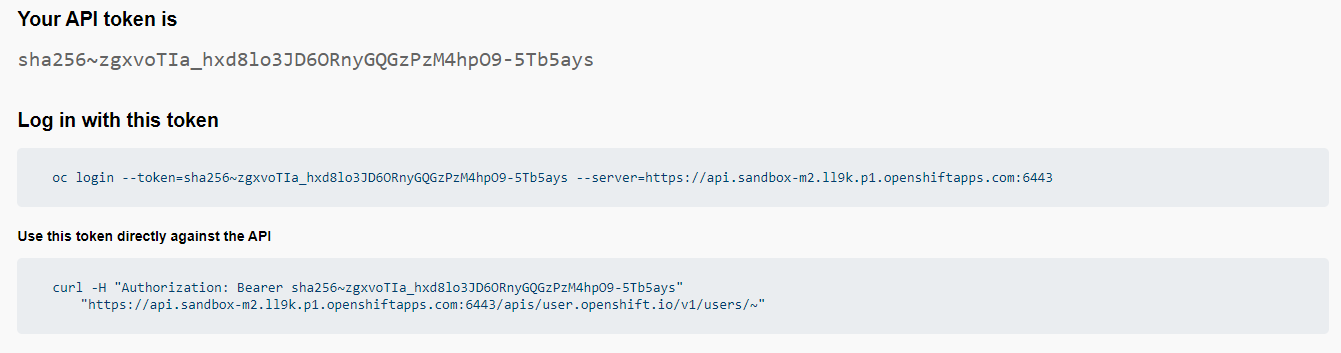 Your API token is
sha256~zgxvoTIa_hxd8lo3JD6ORnyGQGzPzM4hpO9-5Tb5ays
Log in with this token
oc login --token=sha256~zgxvoTIa_hxd8lo3JD6ORnyGQGzPzM4hpO9-5Tb5ays --server=https://api.sandbox-m2.ll9k.p1.openshiftapps.com:6443
Use this token directly against the API
curl -H "Authorization: Bearer sha256~zgxvoTIa_hxd8lo3JD6ORnyGQGzPzM4hpO9-5Tb5ays"
"https://api.sandbox-m2.ll9k.p1.openshiftapps.com:6443/apis/user.openshift.io/v1/users/~"